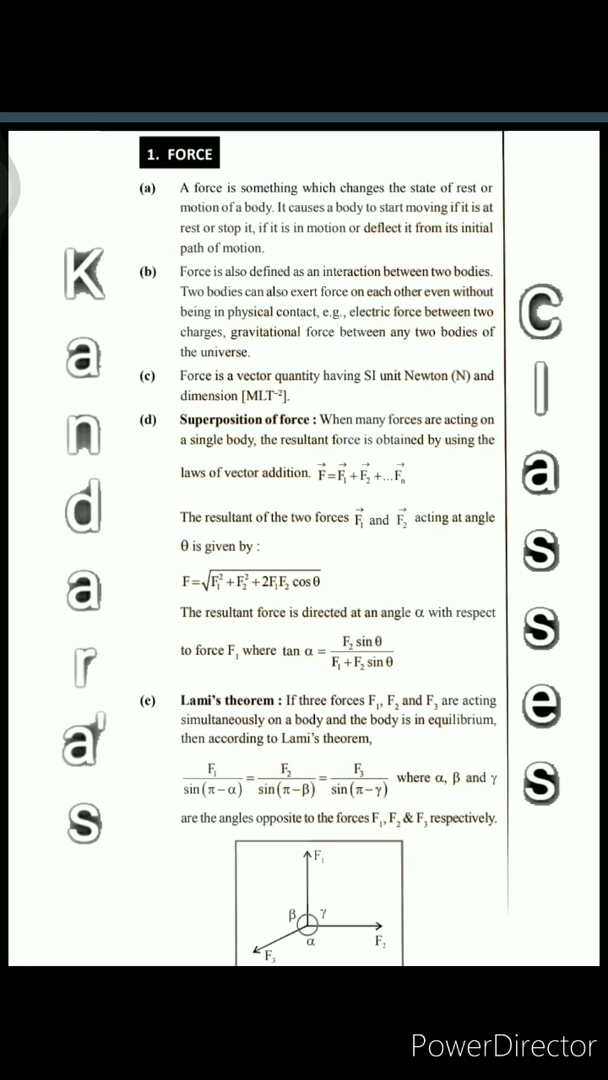 1. FORCE
(a) A force is something which changes the state of rest or
motion of a body. It causes a body to start moving if it is at
rest or stop it, if it is in motion or deflect it from its initial
path of motion.
(b) Force is also defined as an interaction between two bodies.
Two bodies can also exert force on each other even without
being in physical contact, e.g., electric force between two
charges, gravitational force between any two bodies of
the universe.
(c) Force is a vector quantity having SI unit Newton (N) and
dimension [MLT⁻²].
(d) Superposition of force : When many forces are acting on
a single body, the resultant force is obtained by using the
laws of vector addition. F⃗=F⃗₁+F⃗₂+...F⃗ₙ
The resultant of the two forces F⃗₁ and F⃗₂ acting at angle
θ is given by :
F=√(F₁²+F₂²+2F₁F₂ cos θ)
The resultant force is directed at an angle α with respect
to force F₁ where tan α = F₂ sin θ / F₁+F₂ sin θ
(e) Lami's theorem : If three forces F₁, F₂ and F₃ are acting
simultaneously on a body and the body is in equilibrium,
then according to Lami's theorem,
F₁ / sin(π−α) = F₂ / sin(π−β) = F₃ / sin(π−γ) where α, β and γ
are the angles opposite to the forces F₁, F₂ & F₃ respectively.
F₁
β γ
α
F₂
F₃
Kandara's
Classes
PowerDirector